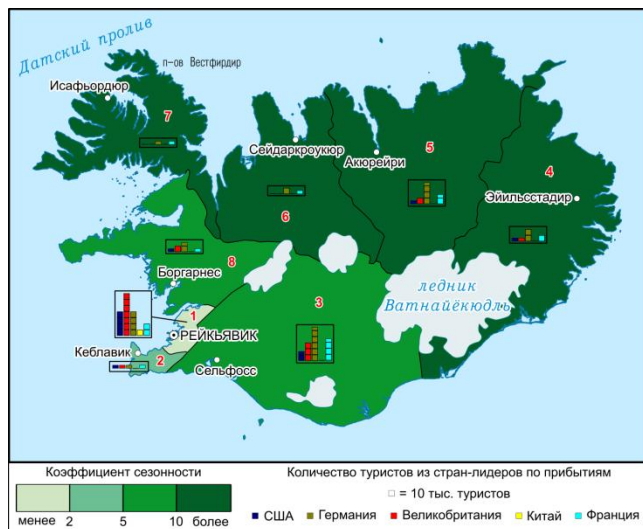 Датский пролив
п-ов Вестфирдир
Исафьордюр
7
Сейдаркроукюр
Акюрейри
5
4
Эйильсстадир
6
8
Боргарнес
ледник
Ватнайёкюдль
3
1
РЕЙКЬЯВИК
Кеблавик
2
Сельфосс
Коэффициент сезонности
менее 2 5 10 более
Количество туристов из стран-лидеров по прибытиям
= 10 тыс. туристов
США Германия Великобритания Китай Франция